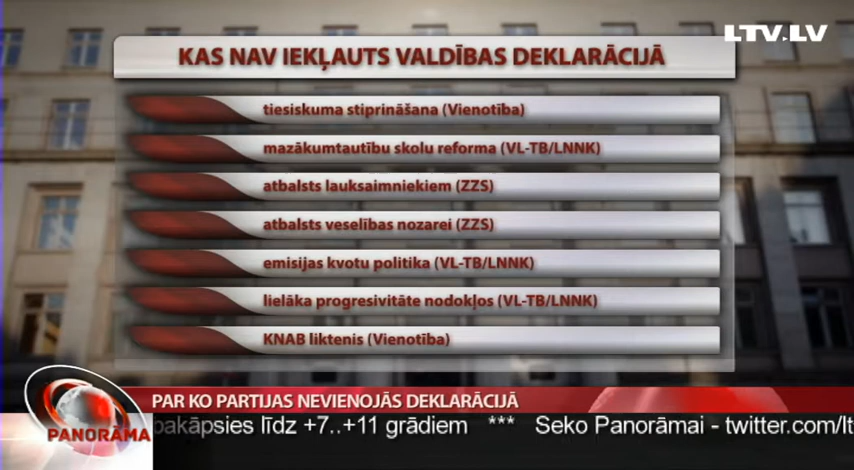 LTV.LV
KAS NAV IEKĻAUTS VALDĪBAS DEKLARĀCIJĀ
tiesiskuma stiprināšana (Vienotība)
mazākumtautību skolu reforma (VL-TB/LNNK)
atbalsts lauksaimniekiem (ZZS)
atbalsts veselības nozarei (ZZS)
emisijas kvotu politika (VL-TB/LNNK)
lielāka progresivitāte nodokļos (VL-TB/LNNK)
KNAB liktenis (Vienotība)
PAR KO PARTIJAS NEVIENOJĀS DEKLARĀCIJĀ
PANORĀMA
pakāpsies līdz +7..+11 grādiem *** Seko Panorāmai - twitter.com/lt